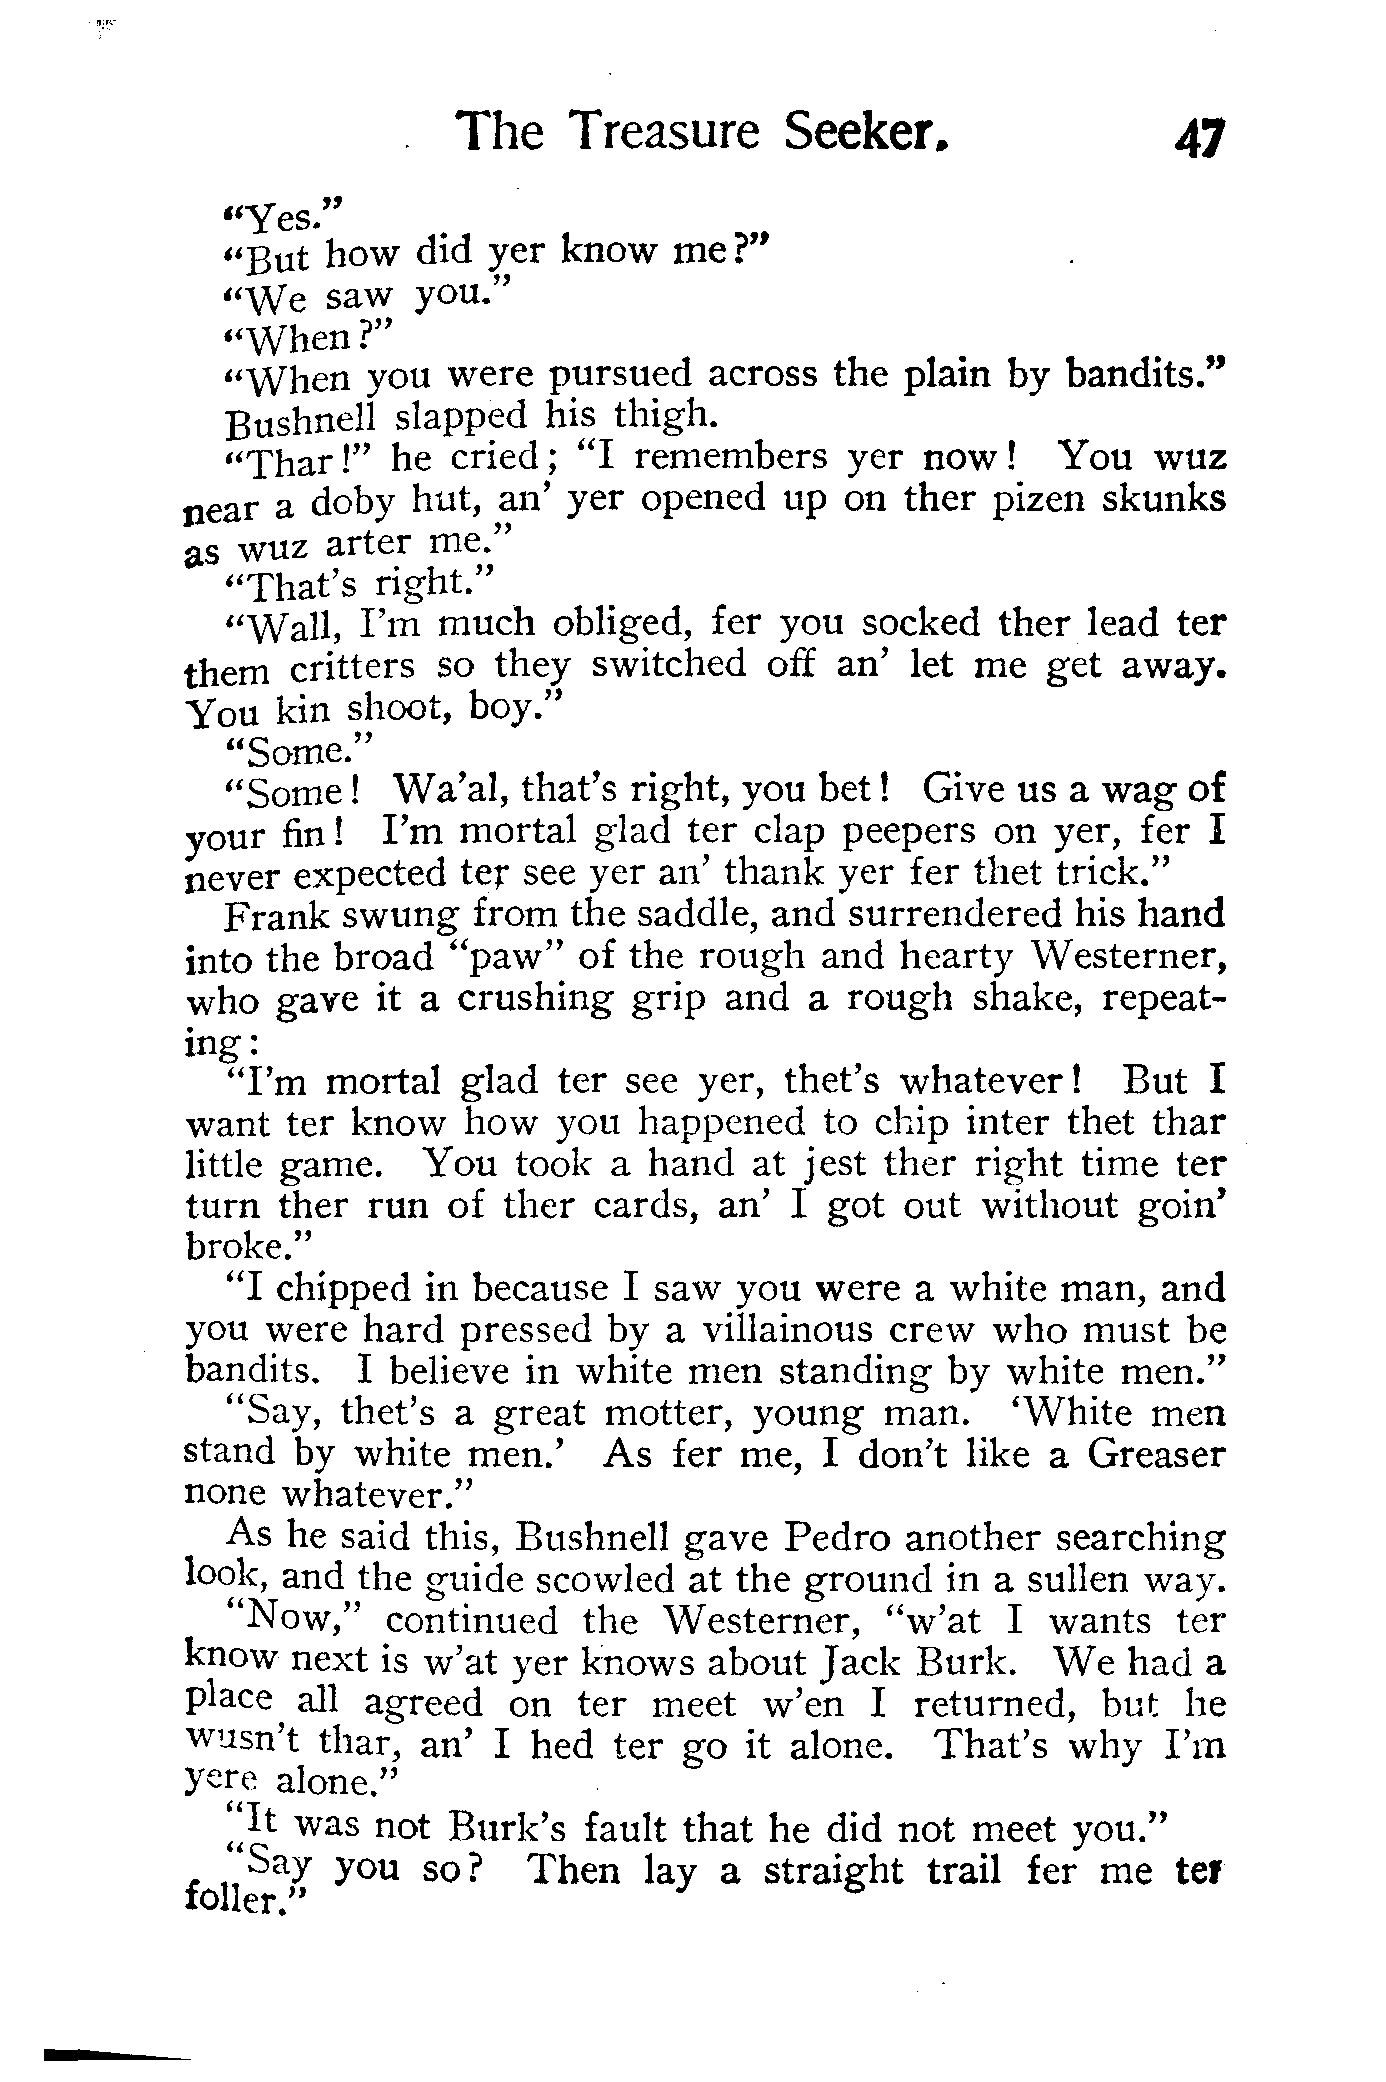 The Treasure Seeker. 47
"Yes."
"But how did yer know me?"
"We saw you."
"When?"
"When you were pursued across the plain by bandits."
Bushnell slapped his thigh.
"Thar!" he cried; "I remembers yer now! You wuz
near a doby hut, an' yer opened up on ther pizen skunks
as wuz arter me."
"That's right."
"Wall, I'm much obliged, fer you socked ther lead ter
them critters so they switched off an' let me get away.
You kin shoot, boy."
"Some."
"Some! Wa'al, that's right, you bet! Give us a wag of
your fin! I'm mortal glad ter clap peepers on yer, fer I
never expected ter see yer an' thank yer fer thet trick."
Frank swung from the saddle, and surrendered his hand
into the broad "paw" of the rough and hearty Westerner,
who gave it a crushing grip and a rough shake, repeat-
ing:
"I'm mortal glad ter see yer, thet's whatever! But I
want ter know how you happened to chip inter thet thar
little game. You took a hand at jest ther right time ter
turn ther run of ther cards, an' I got out without goin'
broke."
"I chipped in because I saw you were a white man, and
you were hard pressed by a villainous crew who must be
bandits. I believe in white men standing by white men."
"Say, thet's a great motter, young man. 'White men
stand by white men.' As fer me, I don't like a Greaser
none whatever."
As he said this, Bushnell gave Pedro another searching
look, and the guide scowled at the ground in a sullen way.
"Now," continued the Westerner, "w'at I wants ter
know next is w'at yer knows about Jack Burk. We had a
place all agreed on ter meet w'en I returned, but he
wusn't thar, an' I hed ter go it alone. That's why I'm
yere alone."
"It was not Burk's fault that he did not meet you."
"Say you so? Then lay a straight trail fer me ter
foller."